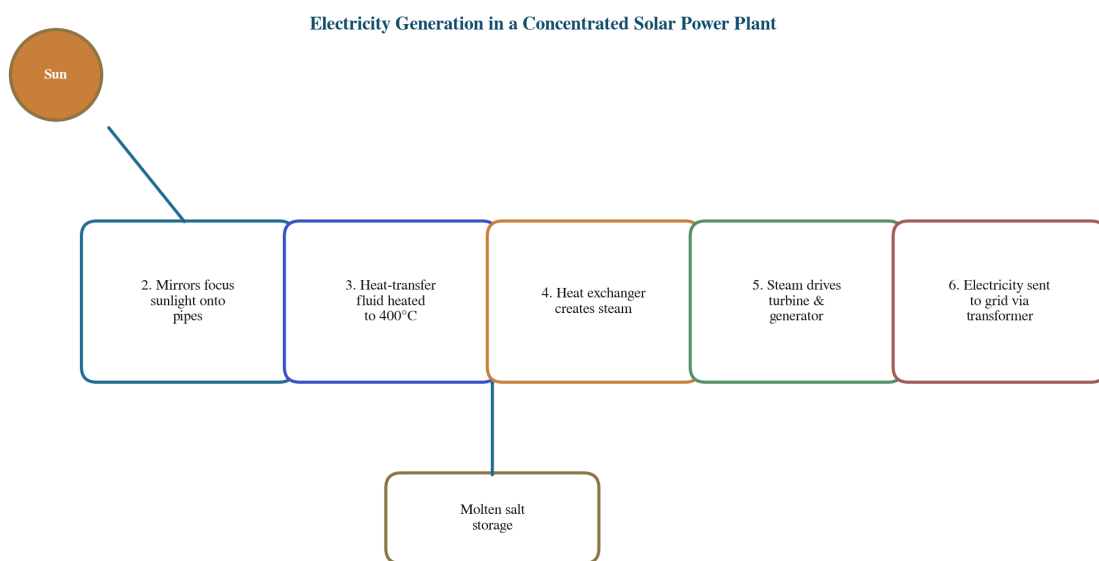 Electricity Generation in a Concentrated Solar Power Plant
Sun
2. Mirrors focus
sunlight onto
pipes
3. Heat-transfer
fluid heated
to 400°C
4. Heat exchanger
creates steam
5. Steam drives
turbine &
generator
6. Electricity sent
to grid via
transformer
Molten salt
storage